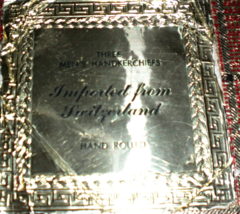 THREE
MEN'S HANDKERCHIEFS
Imported from
Switzerland
HAND ROLLED